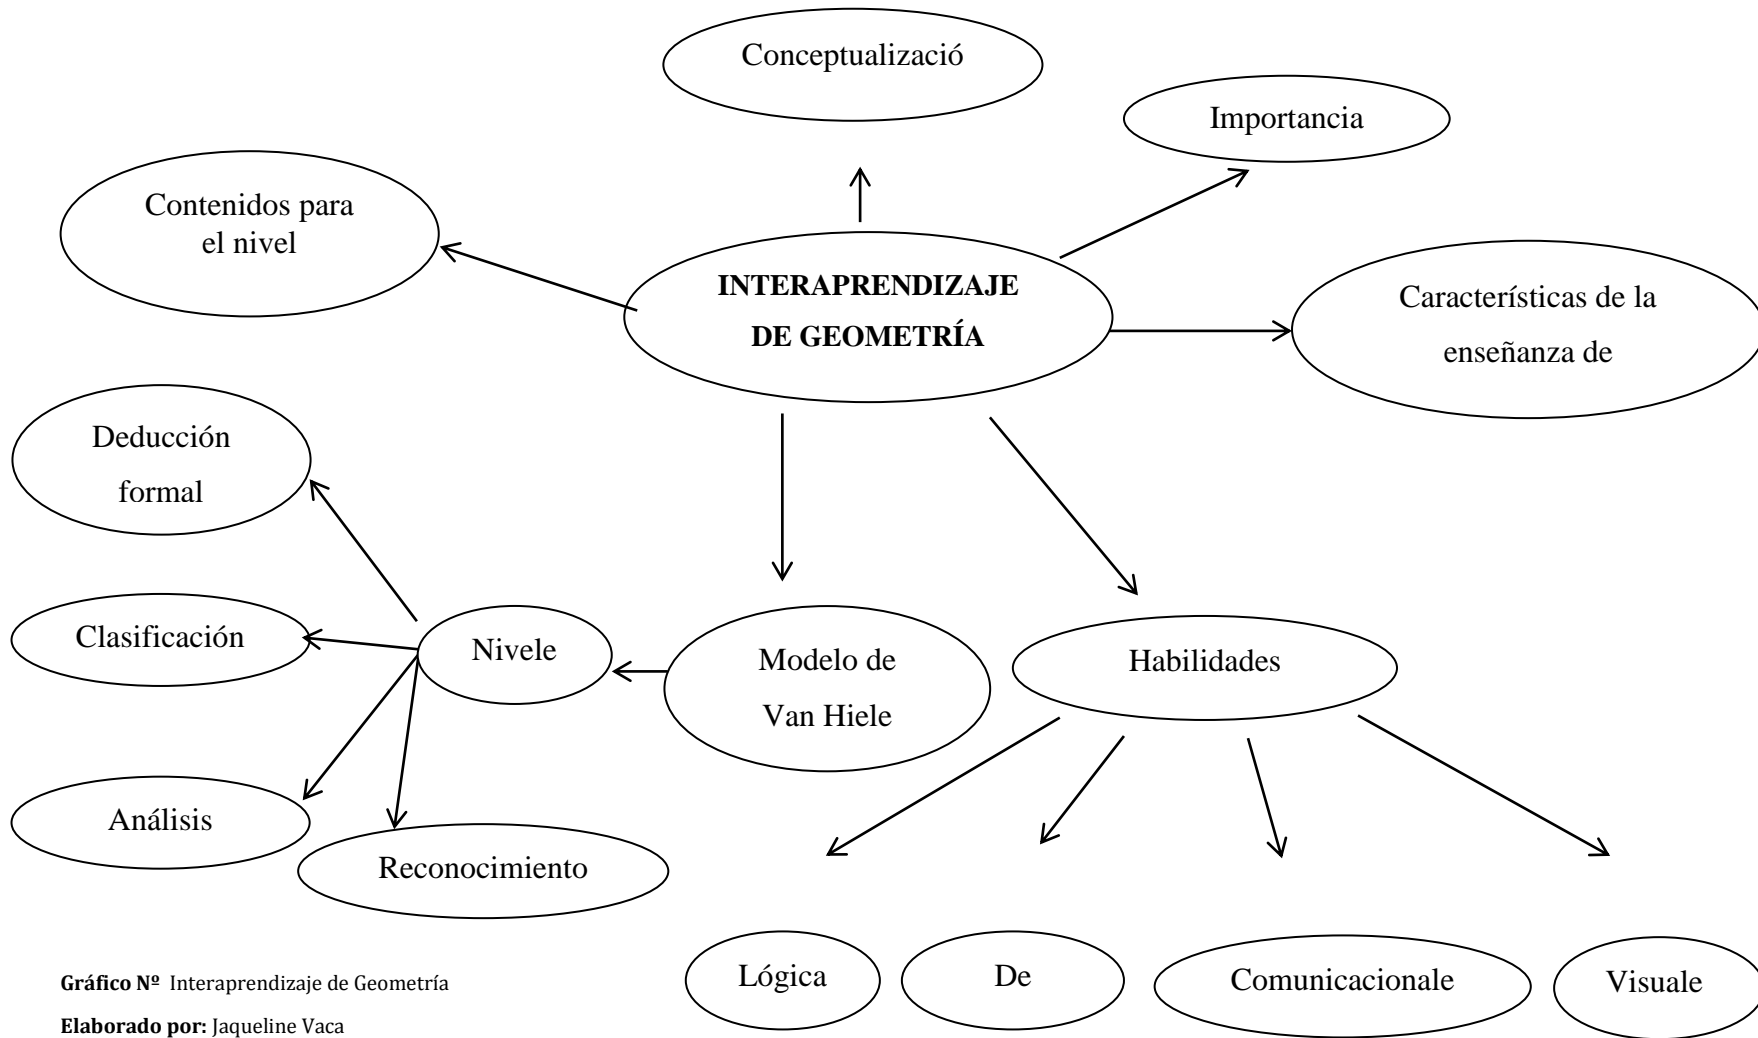 Conceptualizació
Importancia
Contenidos para
el nivel
INTERAPRENDIZAJE
DE GEOMETRÍA
Características de la
enseñanza de
Deducción
formal
Clasificación
Nivele
Modelo de
Van Hiele
Habilidades
Análisis
Reconocimiento
Lógica
De
Comunicacionale
Visuale
Gráfico Nº Interaprendizaje de Geometría
Elaborado por: Jaqueline Vaca